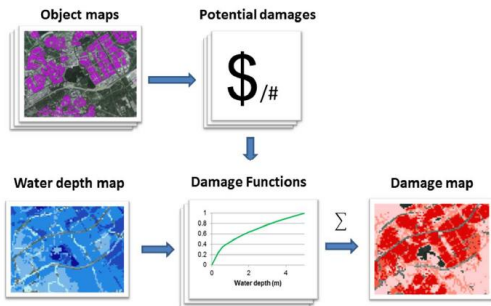 Object maps
Potential damages
$/#
Water depth map
Damage Functions
Damage map
1
0.8
0.6
0.4
0.2
0
0 2 4
Water depth (m)
∑